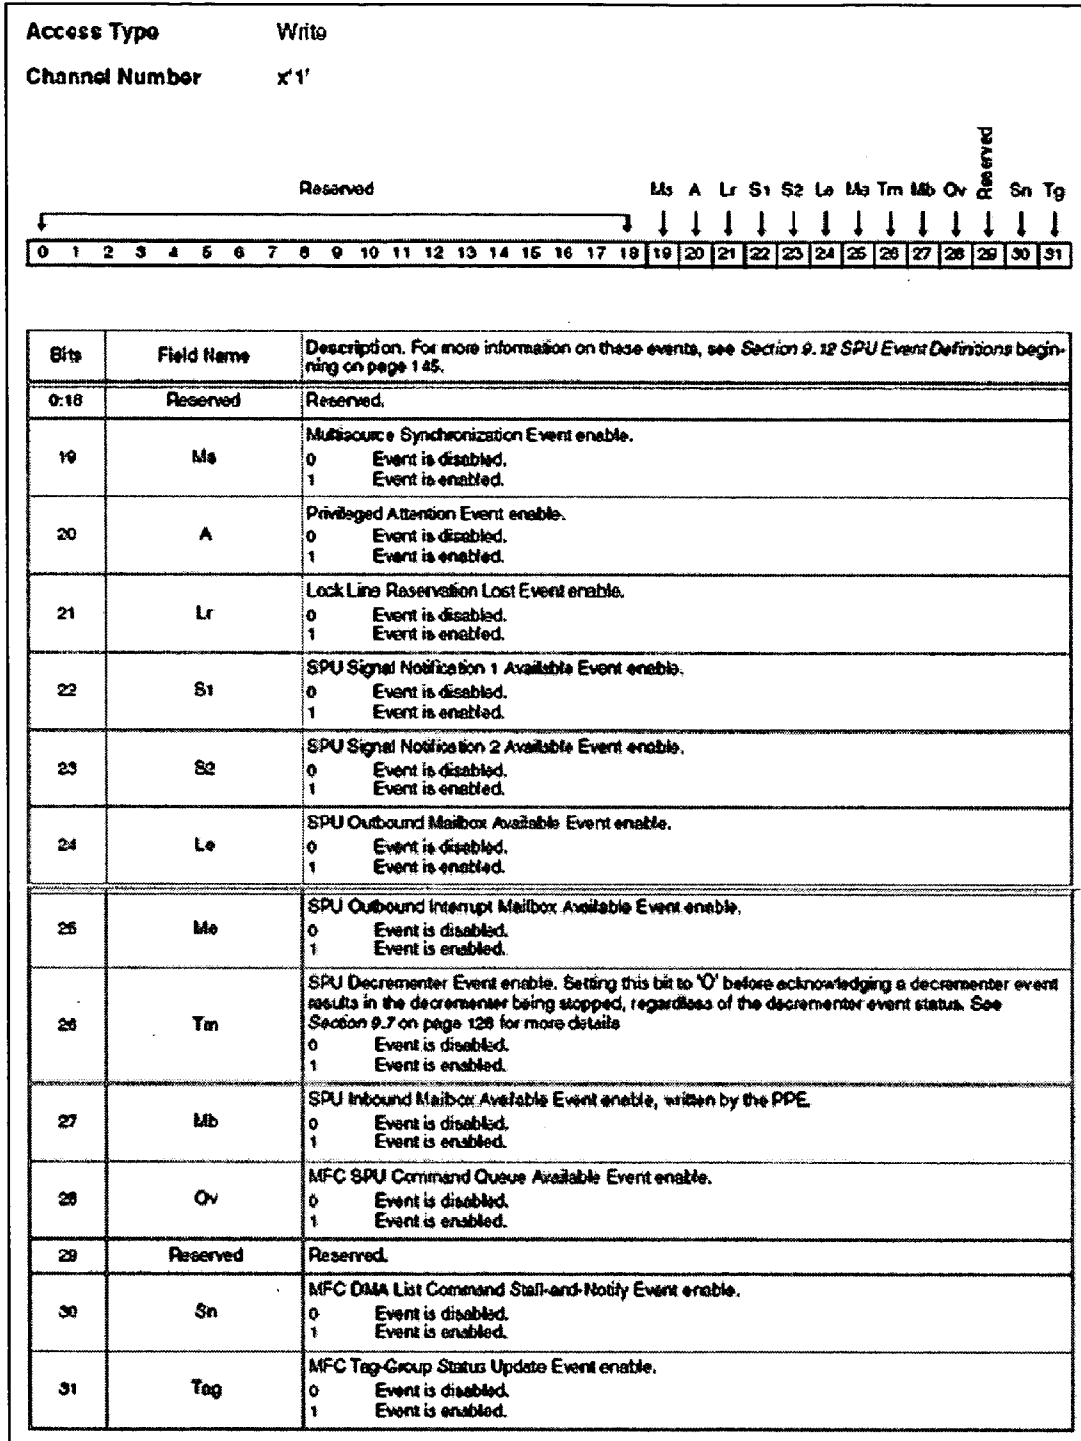 Access Type Write
Channel Number x'1'
Reserved Ms A Lr S1 S2 Le Me Tm Mb Ov Reserved Sn Tg
0 1 2 3 4 5 6 7 8 9 10 11 12 13 14 15 16 17 18 19 20 21 22 23 24 25 26 27 28 29 30 31
Bits Field Name Description. For more information on these events, see Section 9.12 SPU Event Definitions begin-
ning on page 145.
0:18 Reserved Reserved.
Multisource Synchronization Event enable.
19 Ms 0 Event is disabled.
1 Event is enabled.
Privileged Attention Event enable.
20 A 0 Event is disabled.
1 Event is enabled.
Lock Line Reservation Lost Event enable.
21 Lr 0 Event is disabled.
1 Event is enabled.
SPU Signal Notification 1 Available Event enable.
22 S1 0 Event is disabled.
1 Event is enabled.
SPU Signal Notification 2 Available Event enable.
23 S2 0 Event is disabled.
1 Event is enabled.
SPU Outbound Mailbox Available Event enable.
24 Le 0 Event is disabled.
1 Event is enabled.
SPU Outbound Interrupt Mailbox Available Event enable.
25 Me 0 Event is disabled.
1 Event is enabled.
SPU Decrementer Event enable. Setting this bit to '0' before acknowledging a decrementer event
results in the decrementer being stopped, regardless of the decrementer event status. See
26 Tm Section 9.7 on page 128 for more details
0 Event is disabled.
1 Event is enabled.
SPU Inbound Mailbox Available Event enable, written by the PPE.
27 Mb 0 Event is disabled.
1 Event is enabled.
MFC SPU Command Queue Available Event enable.
28 Ov 0 Event is disabled.
1 Event is enabled.
29 Reserved Reserved.
MFC DMA List Command Stall-and-Notify Event enable.
30 Sn 0 Event is disabled.
1 Event is enabled.
MFC Tag-Group Status Update Event enable.
31 Tag 0 Event is disabled.
1 Event is enabled.